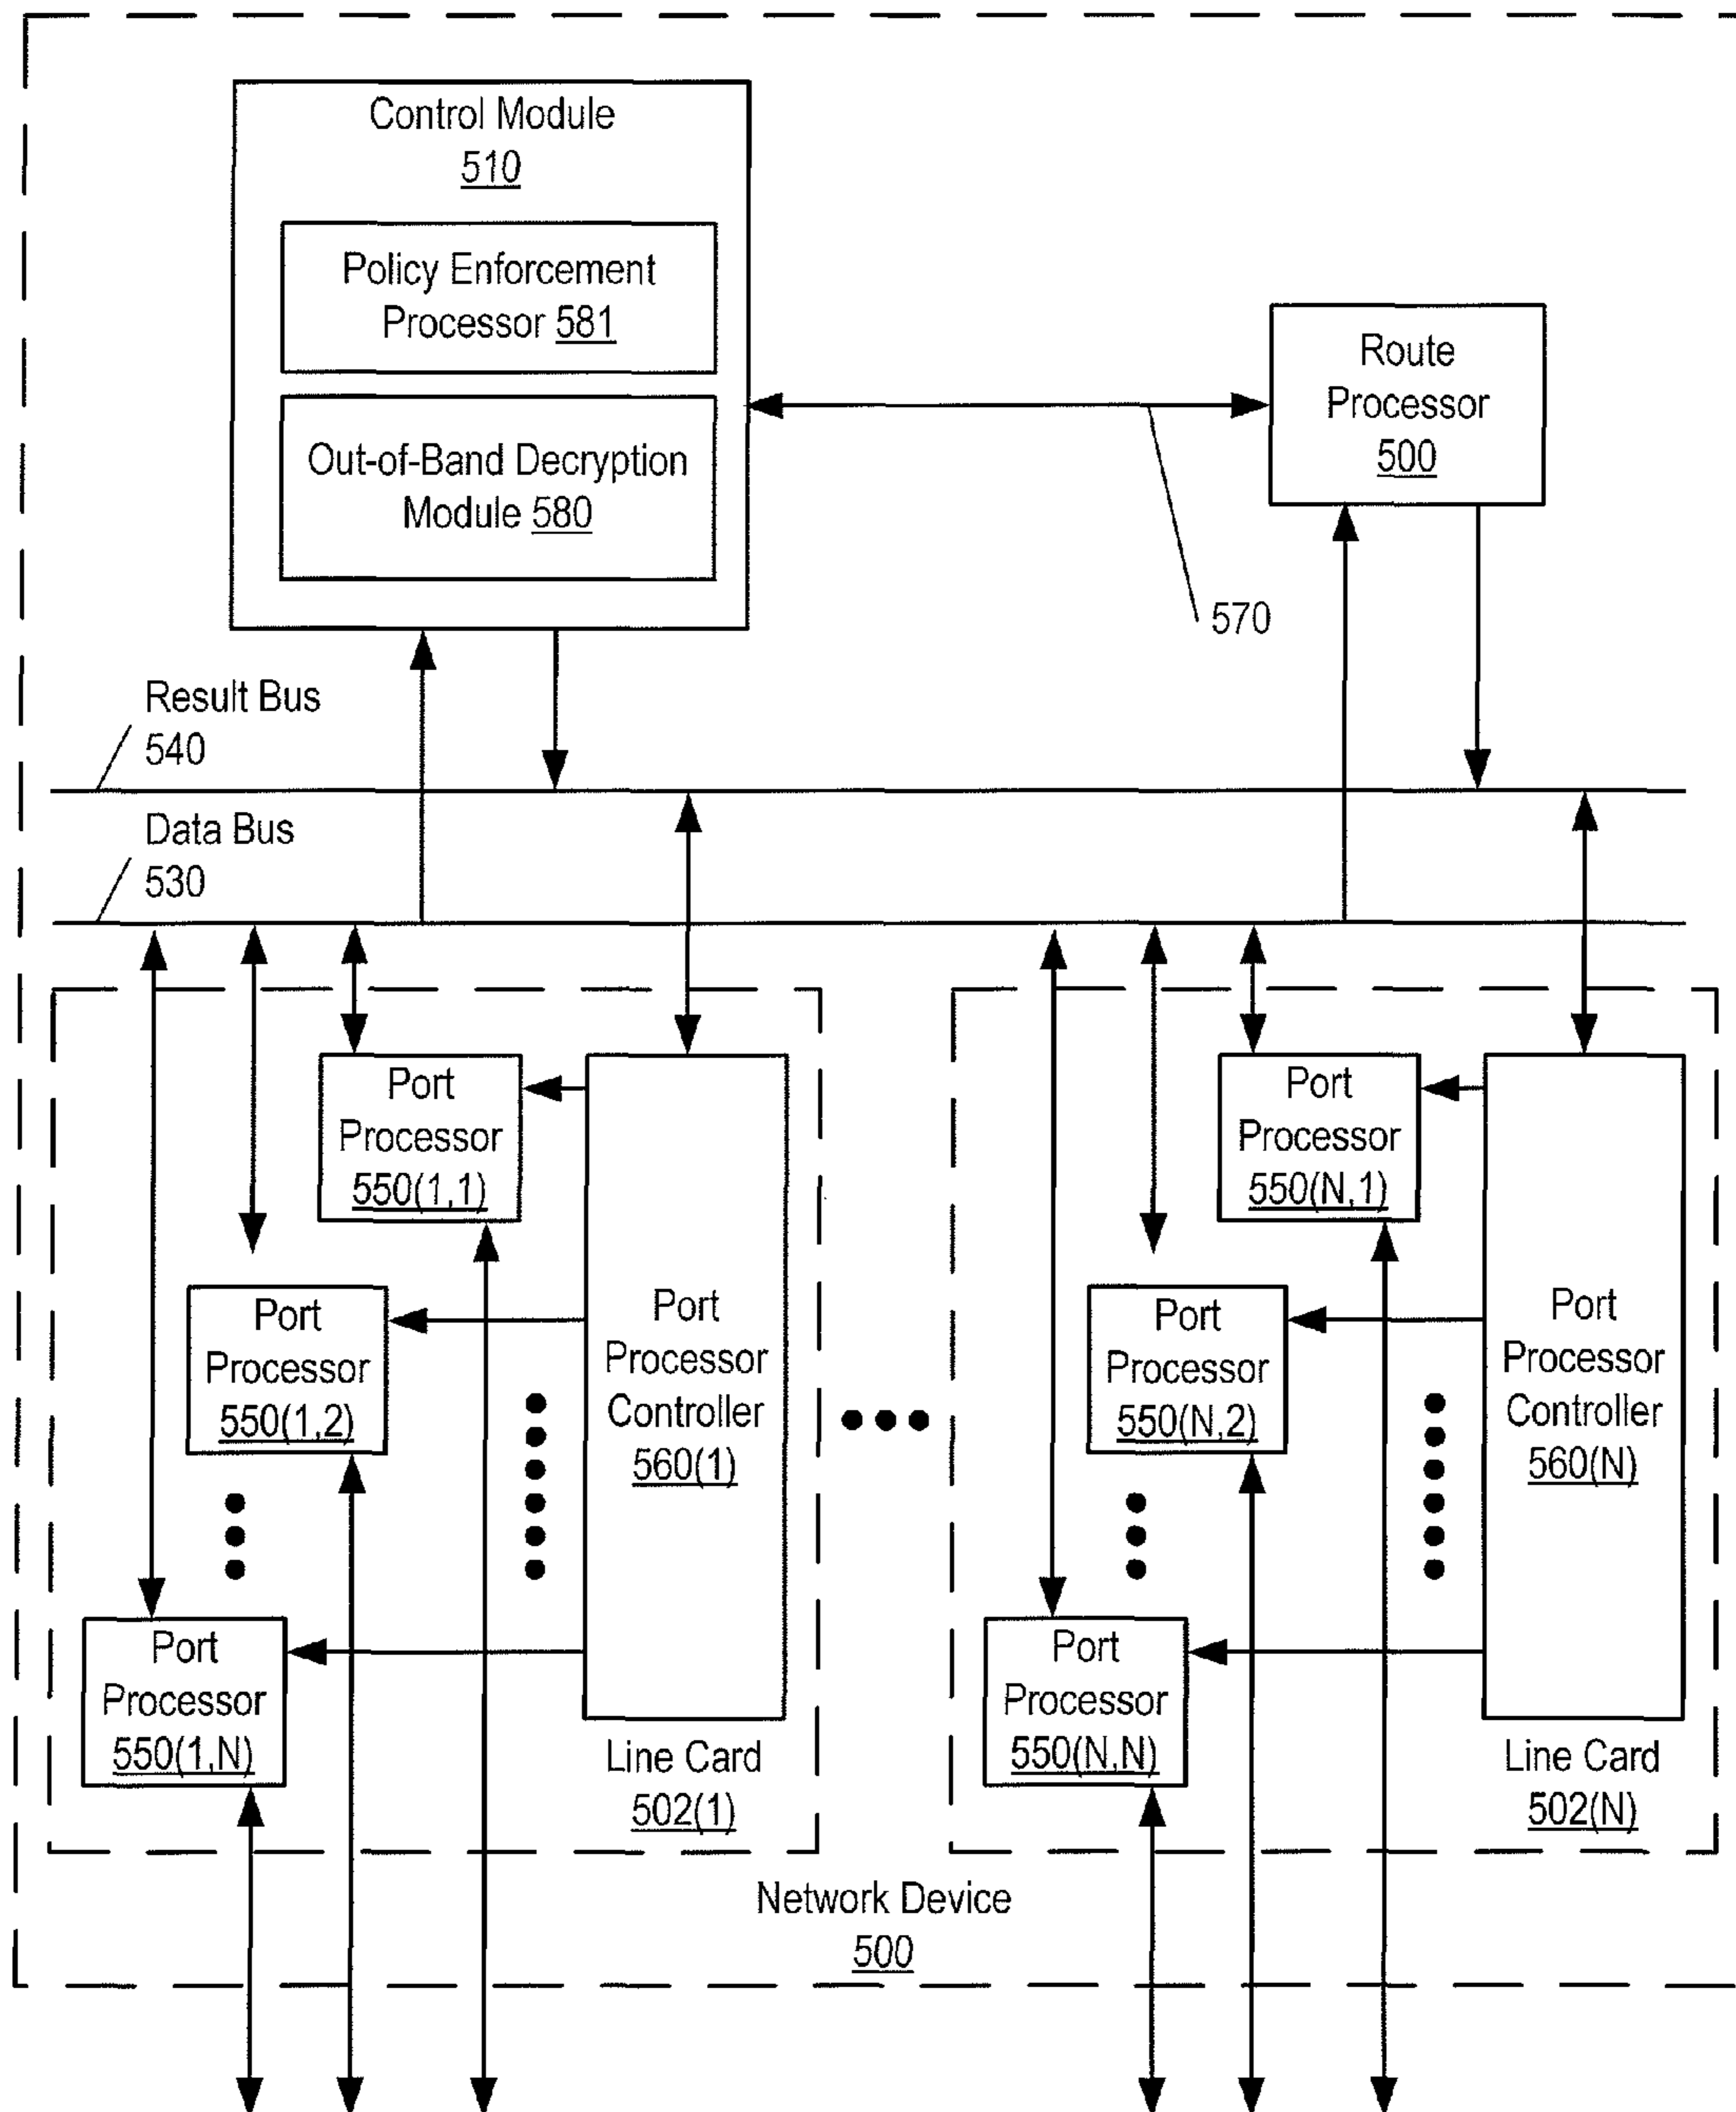 Control Module
510
Policy Enforcement
Processor 581
Out-of-Band Decryption
Module 580
Route
Processor
500
570
Result Bus
540
Data Bus
530
Port
Processor
550(1,1)
Port
Processor
550(1,2)
Port
Processor
550(1,N)
Port
Processor
Controller
560(1)
Line Card
502(1)
Port
Processor
550(N,1)
Port
Processor
550(N,2)
Port
Processor
550(N,N)
Port
Processor
Controller
560(N)
Line Card
502(N)
Network Device
500